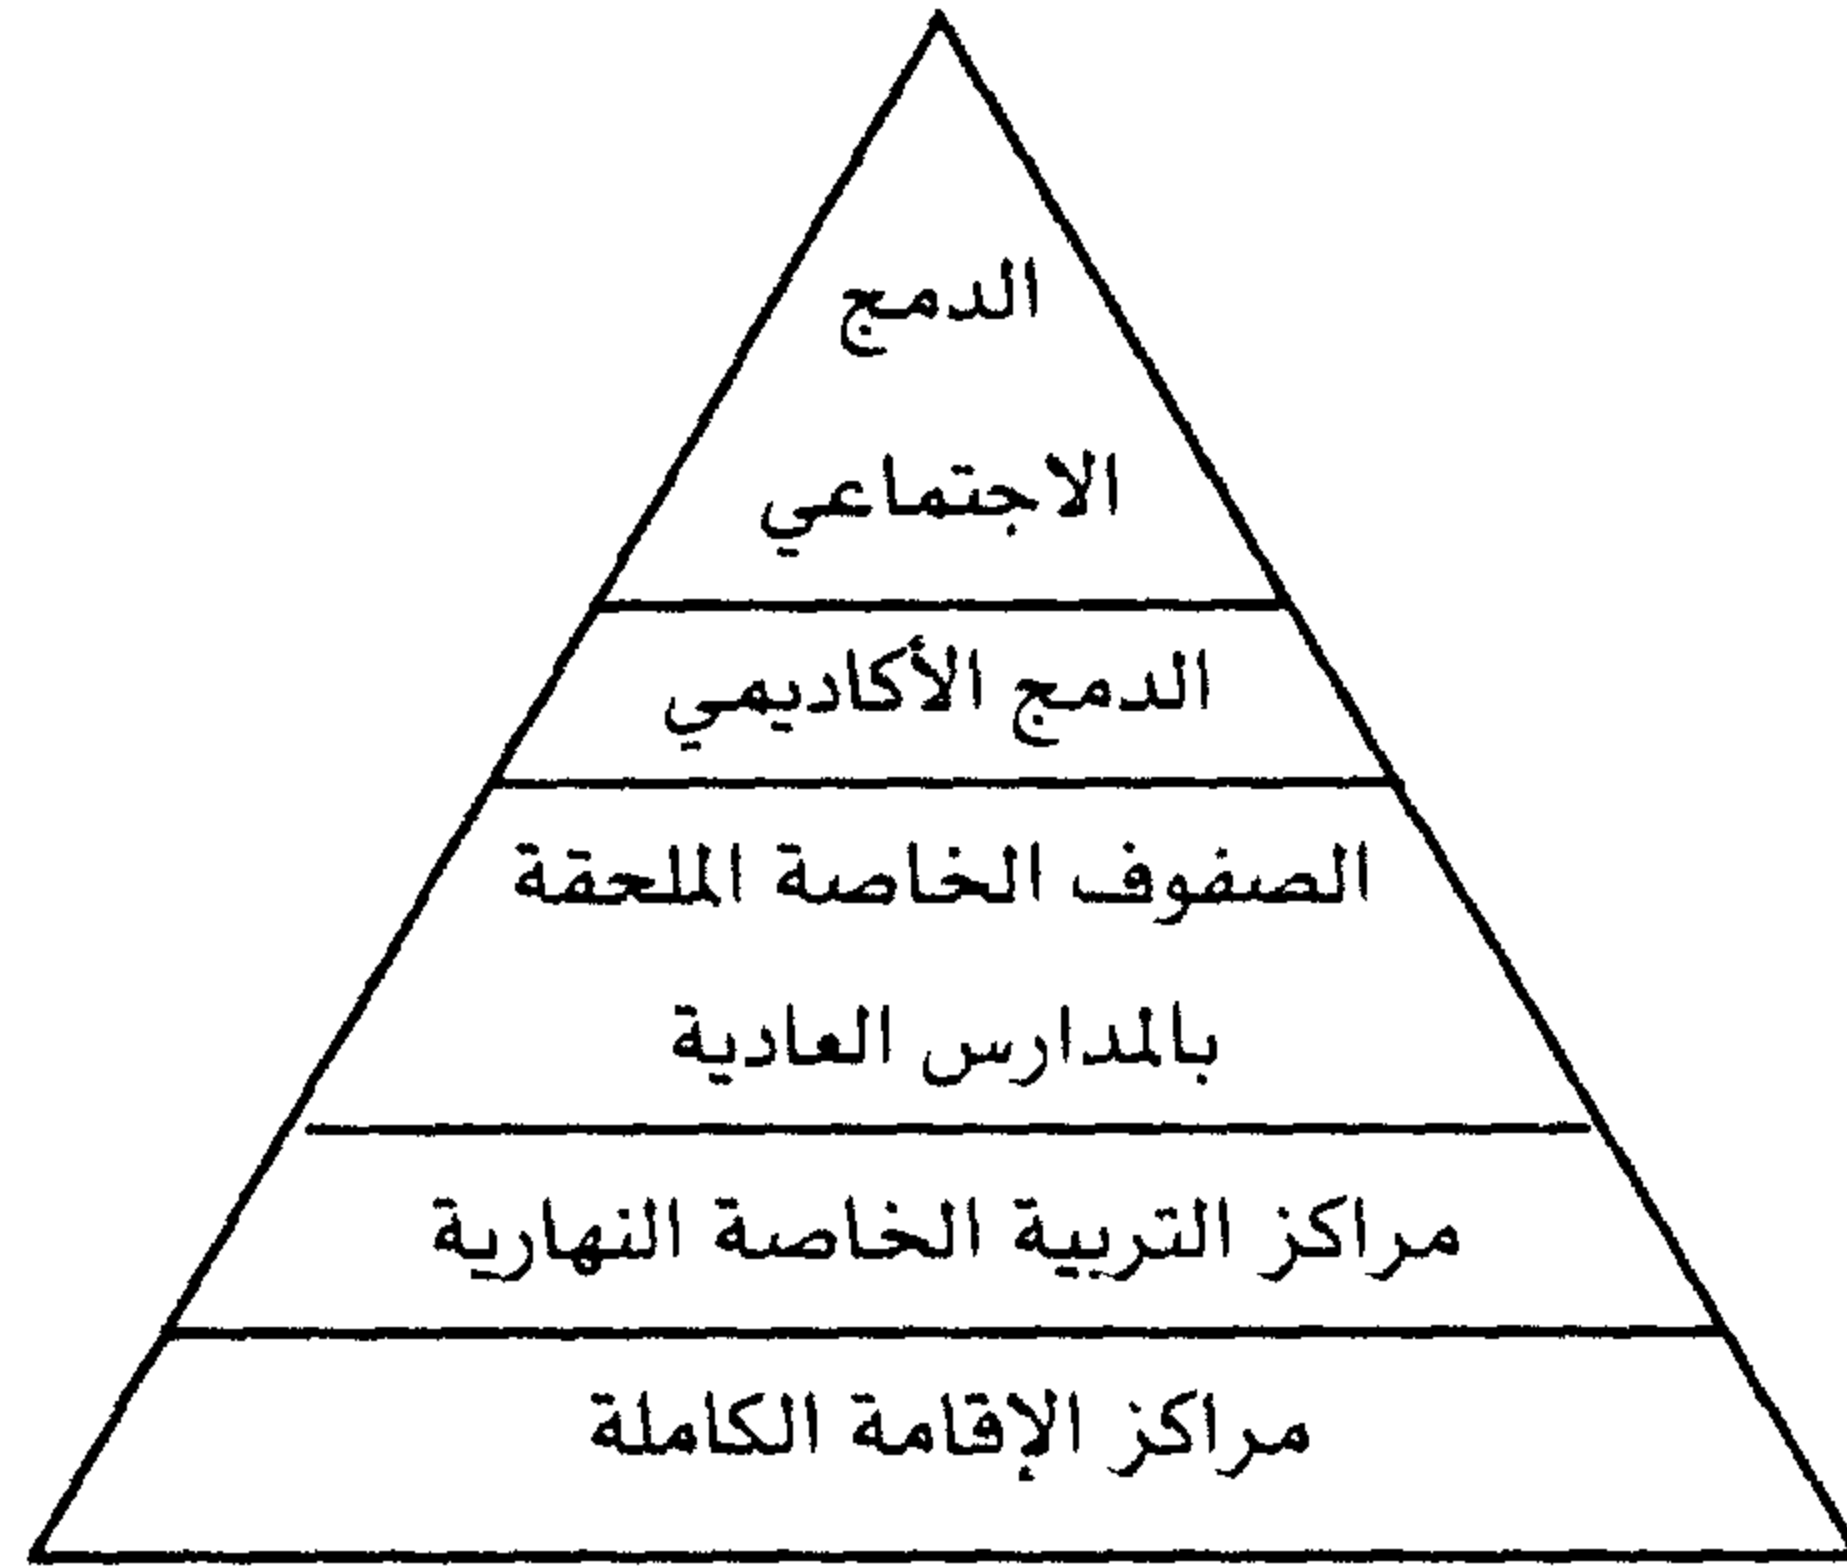 الدمج
الاجتماعي
الدمج الأكاديمي
الصفوف الخاصة الملحقة
بالمدارس العادية
مراكز التربية الخاصة النهارية
مراكز الإقامة الكاملة